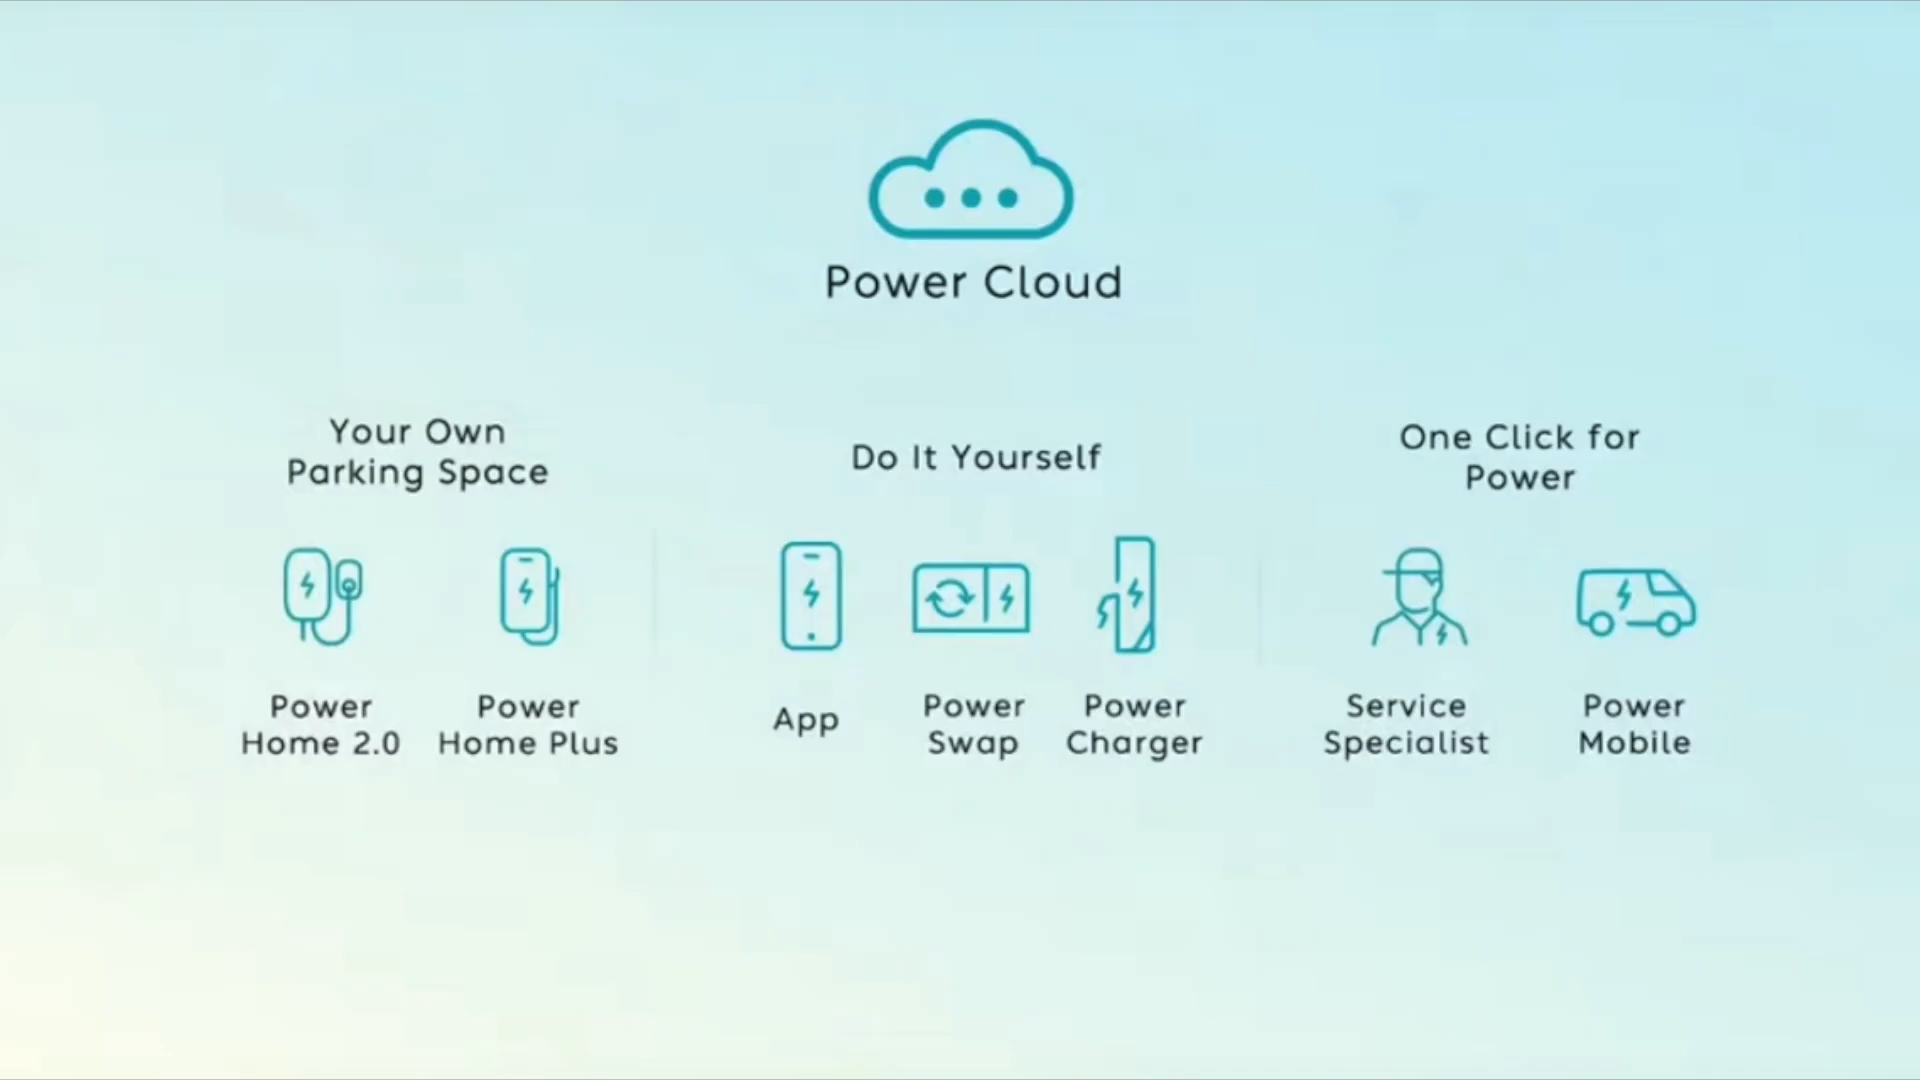 Power Cloud
Your Own
Parking Space
Power
Home 2.0
Power
Home Plus
Do It Yourself
App
Power
Swap
Power
Charger
One Click for
Power
Service
Specialist
Power
Mobile